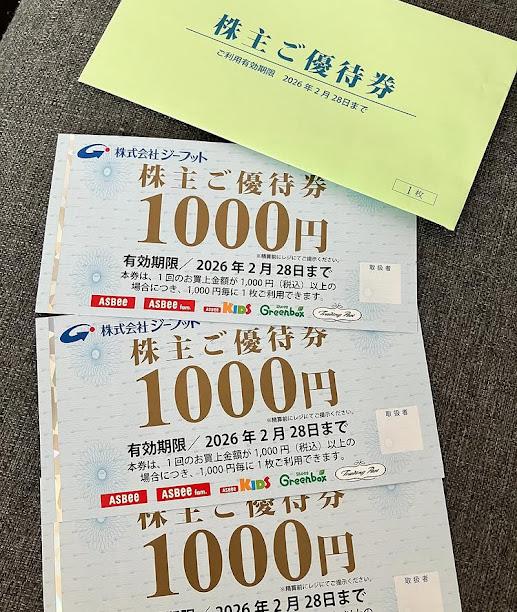 株主ご優待券
ご利用有効期限 2026年2月28日まで
1枚
株式会社ジーフット
株主ご優待券
1000円
※精算前にレジにてご提示ください。
有効期限／2026年2月28日まで
本券は、1回のお買上金額が1,000円（税込）以上の
場合につき、1,000円毎に1枚ご利用できます。
取扱者
ASBee ASBee fam. ASBEE KIDS Shoes Greenbox
株式会社ジーフット
株主ご優待券
1000円
※精算前にレジにてご提示ください。
有効期限／2026年2月28日まで
本券は、1回のお買上金額が1,000円（税込）以上の
場合につき、1,000円毎に1枚ご利用できます。
取扱者
ASBee ASBee fam. ASBEE KIDS Shoes Greenbox
株主ご優待券
1000円
※精算前にレジにてご提示ください。
取扱者